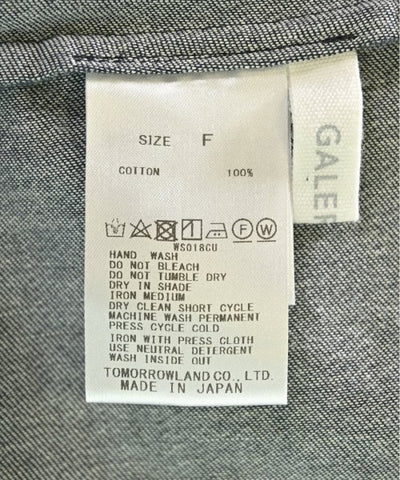 SIZE F
COTTON 100%
F W
WS018CU
HAND WASH
DO NOT BLEACH
DO NOT TUMBLE DRY
DRY IN SHADE
IRON MEDIUM
DRY CLEAN SHORT CYCLE
MACHINE WASH PERMANENT
PRESS CYCLE COLD
IRON WITH PRESS CLOTH
USE NEUTRAL DETERGENT
WASH INSIDE OUT
TOMORROWLAND CO., LTD.
MADE IN JAPAN
GALER